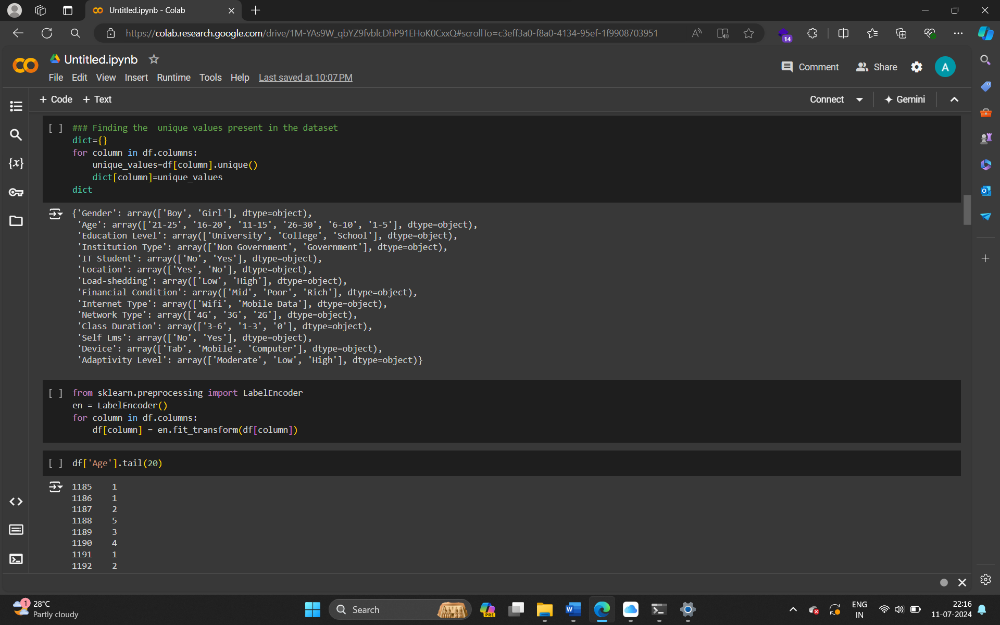 Untitled.ipynb - Colab
https://colab.research.google.com/drive/1M-YAs9W_qbYZ9fvblcDhP91EHoK0CxxQ#scrollTo=c3eff3a0-f8a0-4134-95ef-1f9908703951
14
Untitled.ipynb
File Edit View Insert Runtime Tools Help Last saved at 10:07 PM
Comment Share A
+ Code + Text
Connect Gemini
[ ] ### Finding the  unique values present in the dataset
dict={}
for column in df.columns:
    unique_values=df[column].unique()
    dict[column]=unique_values
dict
{'Gender': array(['Boy', 'Girl'], dtype=object),
 'Age': array(['21-25', '16-20', '11-15', '26-30', '6-10', '1-5'], dtype=object),
 'Education Level': array(['University', 'College', 'School'], dtype=object),
 'Institution Type': array(['Non Government', 'Government'], dtype=object),
 'IT Student': array(['No', 'Yes'], dtype=object),
 'Location': array(['Yes', 'No'], dtype=object),
 'Load-shedding': array(['Low', 'High'], dtype=object),
 'Financial Condition': array(['Mid', 'Poor', 'Rich'], dtype=object),
 'Internet Type': array(['Wifi', 'Mobile Data'], dtype=object),
 'Network Type': array(['4G', '3G', '2G'], dtype=object),
 'Class Duration': array(['3-6', '1-3', '0'], dtype=object),
 'Self Lms': array(['No', 'Yes'], dtype=object),
 'Device': array(['Tab', 'Mobile', 'Computer'], dtype=object),
 'Adaptivity Level': array(['Moderate', 'Low', 'High'], dtype=object)}
[ ] from sklearn.preprocessing import LabelEncoder
en = LabelEncoder()
for column in df.columns:
    df[column] = en.fit_transform(df[column])
[ ] df['Age'].tail(20)
1185    1
1186    1
1187    2
1188    5
1189    3
1190    4
1191    1
1192    2
1
28°C
Partly cloudy
Search
PRE
ENG
IN
22:16
11-07-2024